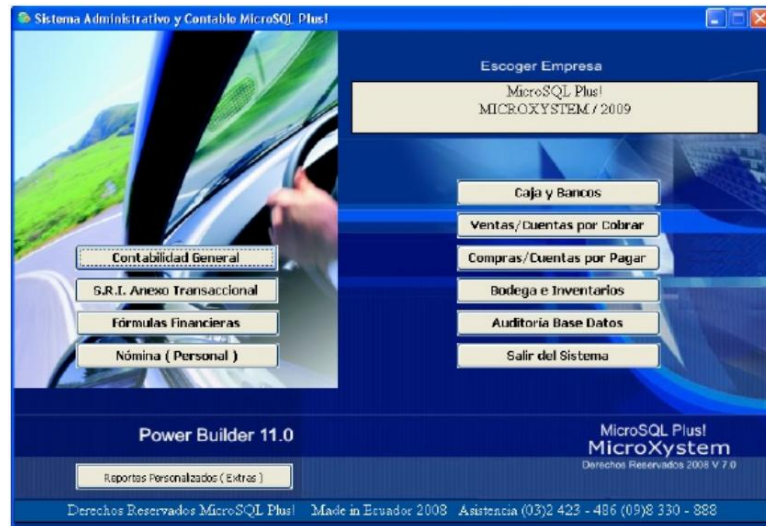 Sistema Administrativo y Contable MicroSQL Plus!
Escoger Empresa
MicroSQL Plus!
MICROXYSTEM / 2009
Contabilidad General
S.R.I. Anexo Transaccional
Fórmulas Financieras
Nómina ( Personal )
Caja y Bancos
Ventas/Cuentas por Cobrar
Compras/Cuentas por Pagar
Bodega e Inventarios
Auditoría Base Datos
Salir del Sistema
Power Builder 11.0
Reportes Personalizados ( Extras )
MicroSQL Plus!
MicroXystem
Derechos Reservados 2008 V 7.0
Derechos Reservados MicroSQL Plus! Made in Ecuador 2008 Asistencia (03)2 423 - 486 (09)8 330 - 888